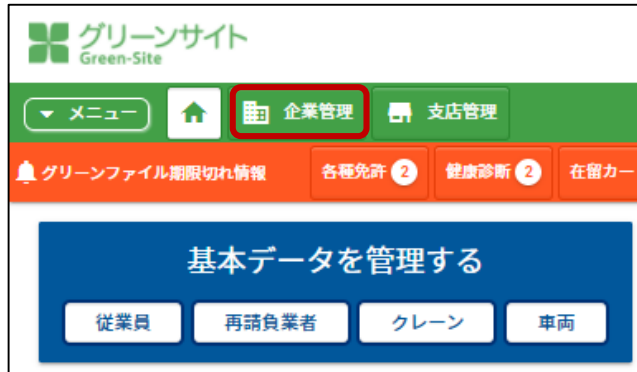 グリーンサイト
Green-Site
メニュー 企業管理 支店管理
グリーンファイル期限切れ情報 各種免許 2 健康診断 2 在留カー
基本データを管理する
従業員 再請負業者 クレーン 車両